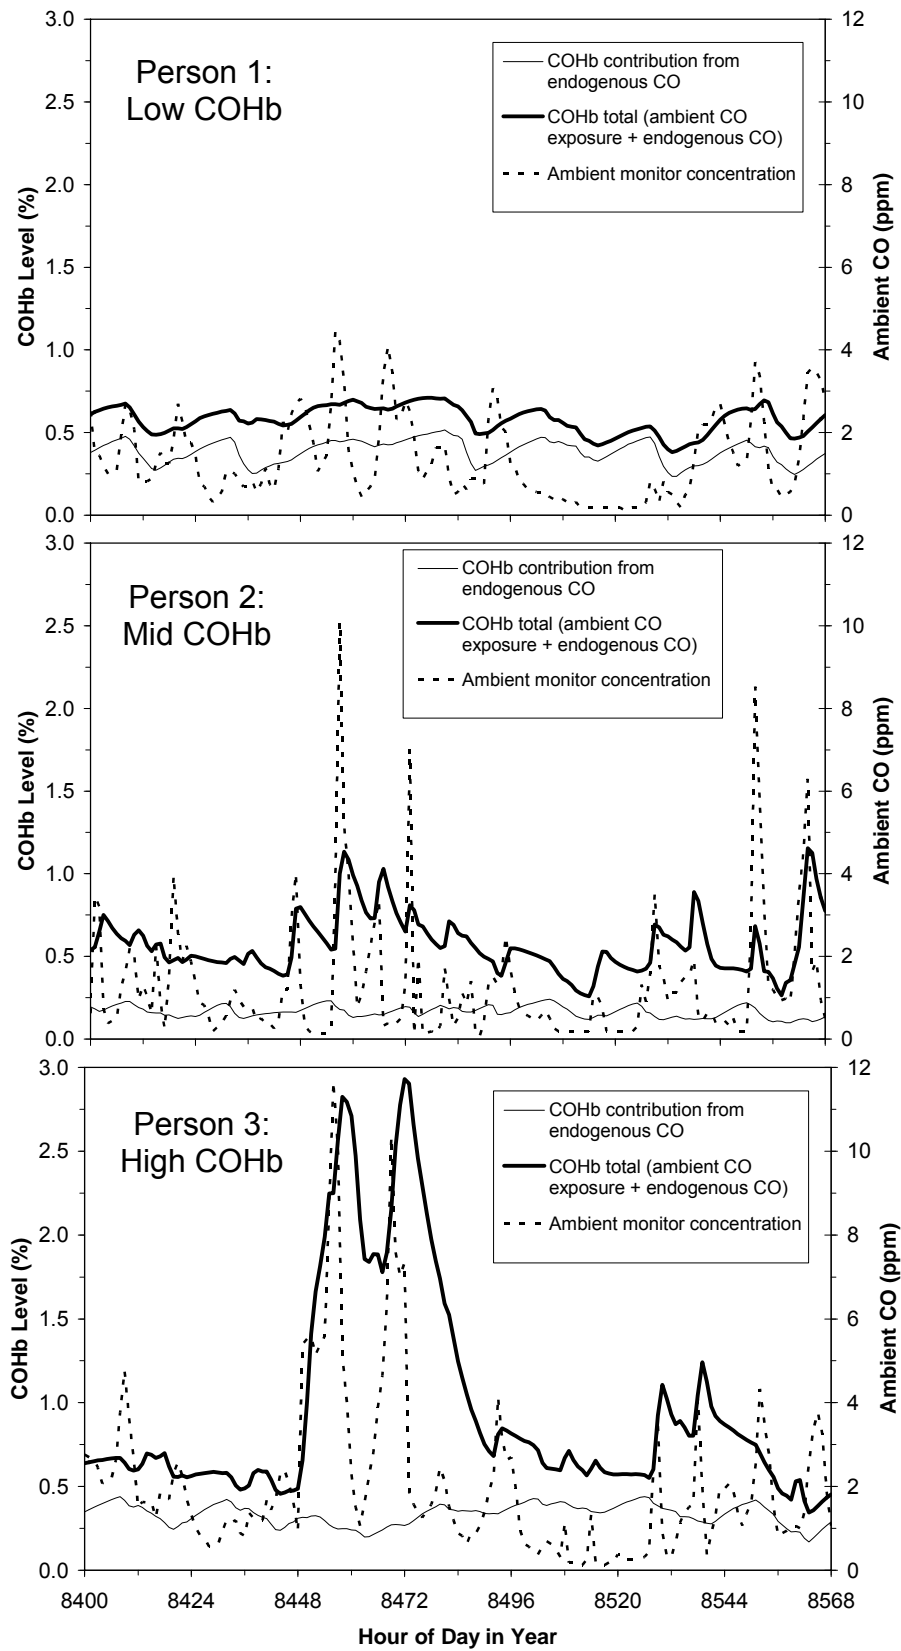 Person 1:
Low COHb
COHb contribution from
endogenous CO
COHb total (ambient CO
exposure + endogenous CO)
Ambient monitor concentration
COHb Level (%)
3.0
2.5
2.0
1.5
1.0
0.5
0.0
12
10
8
6
4
2
0
Ambient CO (ppm)
Person 2:
Mid COHb
COHb contribution from
endogenous CO
COHb total (ambient CO
exposure + endogenous CO)
Ambient monitor concentration
COHb Level (%)
3.0
2.5
2.0
1.5
1.0
0.5
0.0
12
10
8
6
4
2
0
Ambient CO (ppm)
Person 3:
High COHb
COHb contribution from
endogenous CO
COHb total (ambient CO
exposure + endogenous CO)
Ambient monitor concentration
COHb Level (%)
3.0
2.5
2.0
1.5
1.0
0.5
0.0
12
10
8
6
4
2
0
Ambient CO (ppm)
8400 8424 8448 8472 8496 8520 8544 8568
Hour of Day in Year